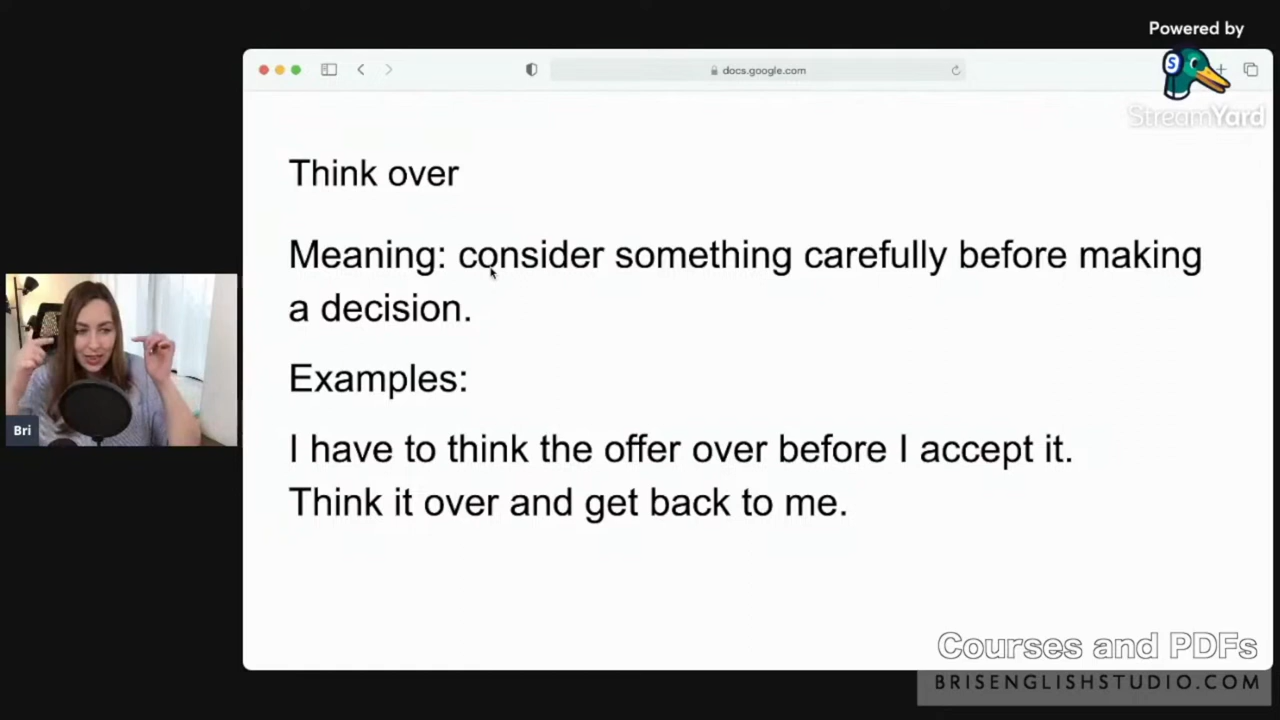 Powered by
S
StreamYard
docs.google.com
Think over
Meaning: consider something carefully before making
a decision.
Examples:
I have to think the offer over before I accept it.
Think it over and get back to me.
Bri
Courses and PDFs
BRISENGLISHSTUDIO.COM